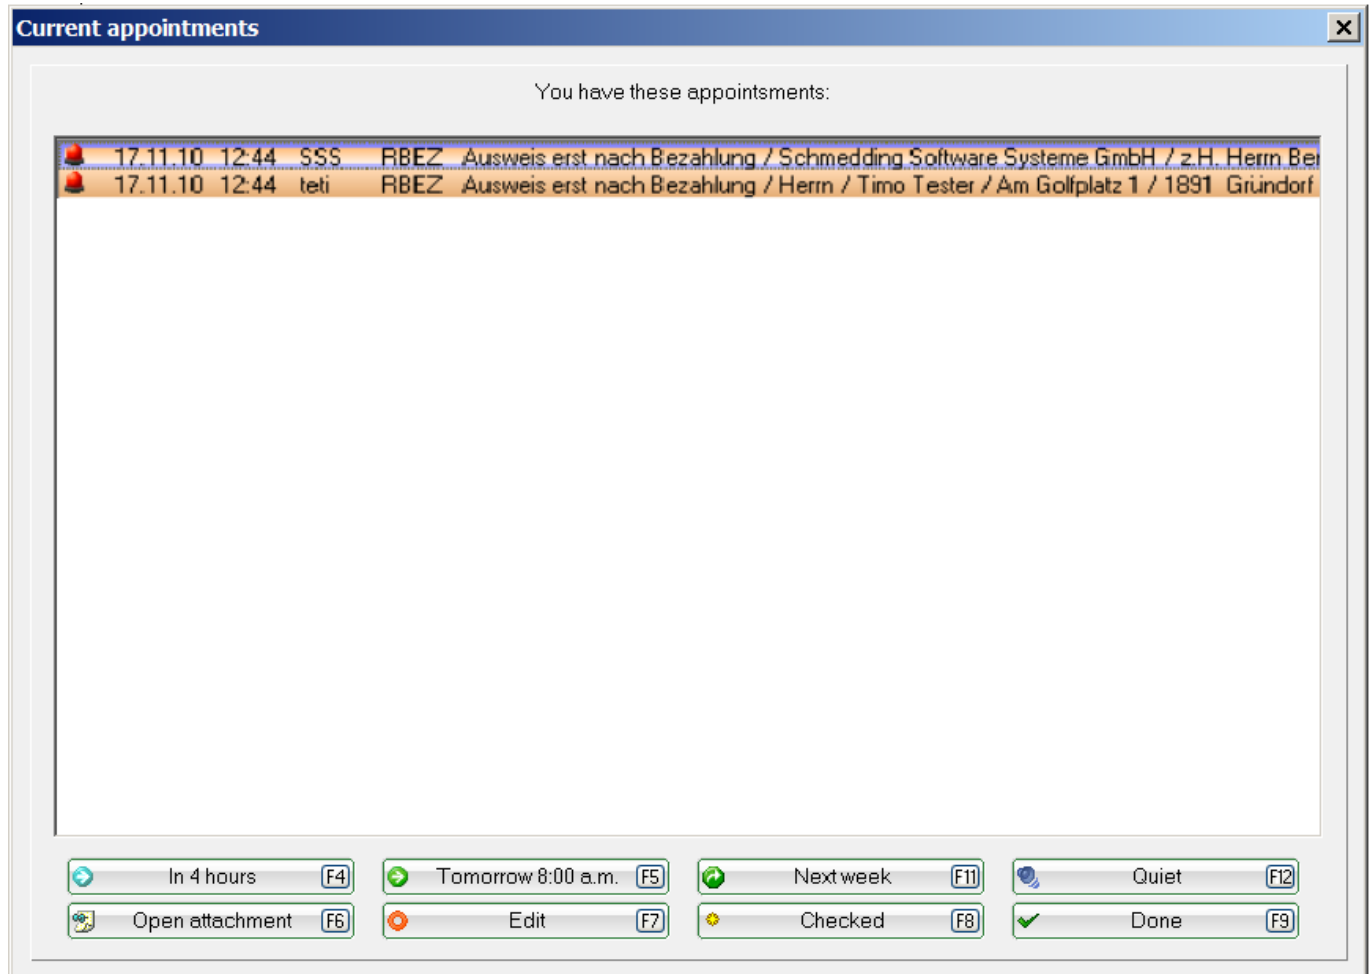 Current appointments
You have these appointsments:
17.11.10 12:44 SSS RBEZ Ausweis erst nach Bezahlung / Schmedding Software Systeme GmbH / z.H. Herrn Ber
17.11.10 12:44 teti RBEZ Ausweis erst nach Bezahlung / Herrn / Timo Tester / Am Golfplatz 1 / 1891 Gründorf
In 4 hours F4 Tomorrow 8:00 a.m. F5 Next week F11 Quiet F12
Open attachment F6 Edit F7 Checked F8 Done F9